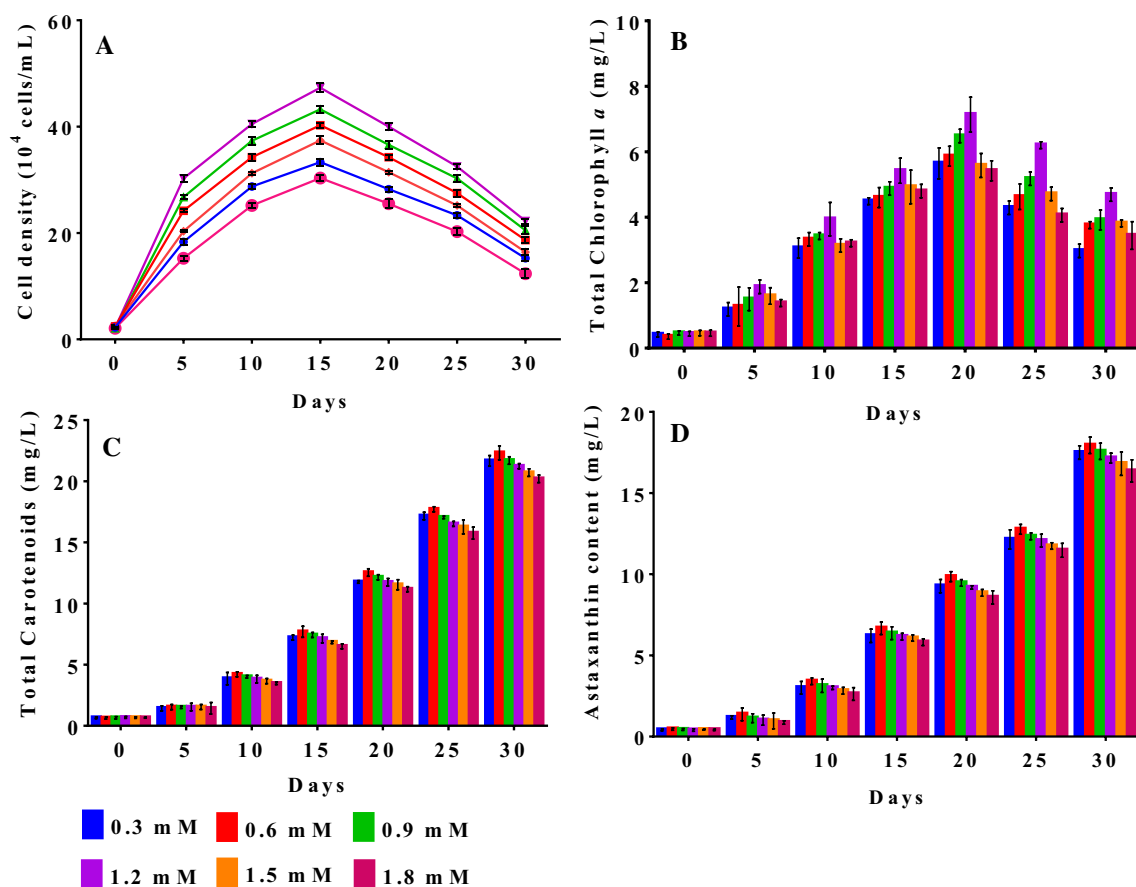 A
Cell density (10^4 cells/mL)
60
40
20
0
0 5 10 15 20 25 30
Days
B
Total Chlorophyll a (mg/L)
10
8
6
4
2
0
0 5 10 15 20 25 30
Days
C
Total Carotenoids (mg/L)
25
20
15
10
5
0
0 5 10 15 20 25 30
Days
D
Astaxanthin content (mg/L)
20
15
10
5
0
0 5 10 15 20 25 30
Days
0.3 mM 0.6 mM 0.9 mM
1.2 mM 1.5 mM 1.8 mM